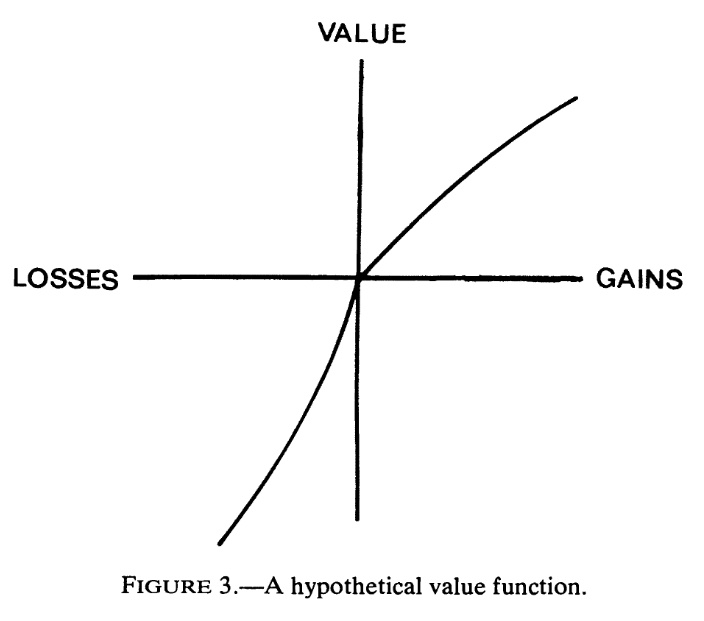 VALUE
LOSSES
GAINS
FIGURE 3.—A hypothetical value function.